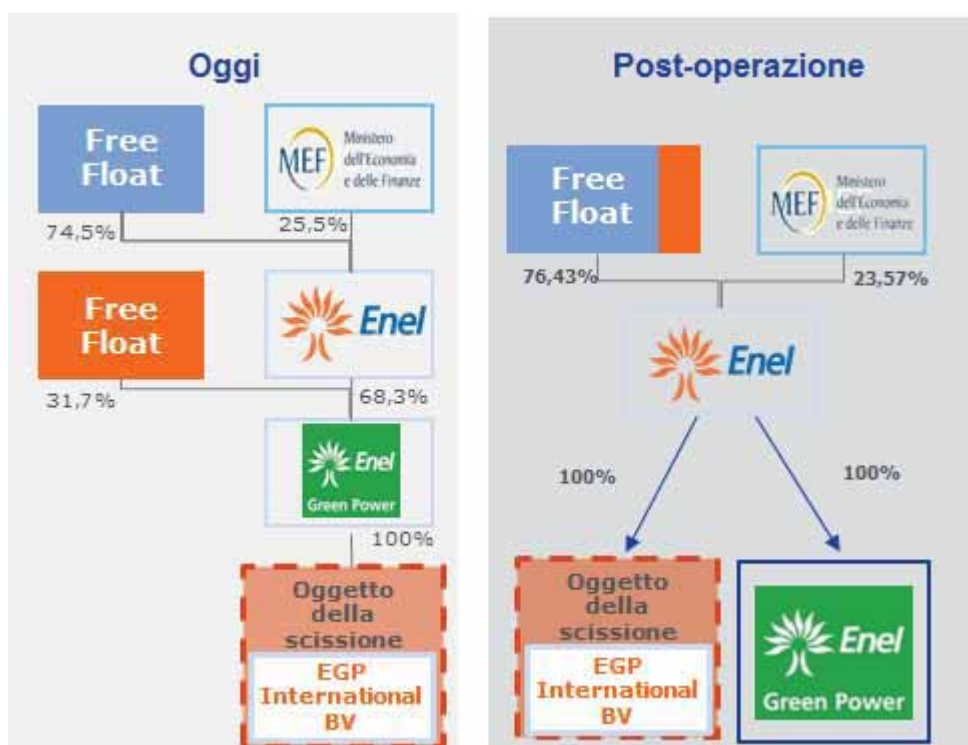 Oggi
Free
Float
MEF
Ministero
dell'Economia
e delle Finanze
74,5%
25,5%
Free
Float
Enel
31,7%
68,3%
Enel
Green Power
100%
Oggetto
della
scissione
EGP
International
BV
Post-operazione
Free
Float
MEF
Ministero
dell'Economia
e delle Finanze
76,43%
23,57%
Enel
100%
100%
Oggetto
della
scissione
EGP
International
BV
Enel
Green Power